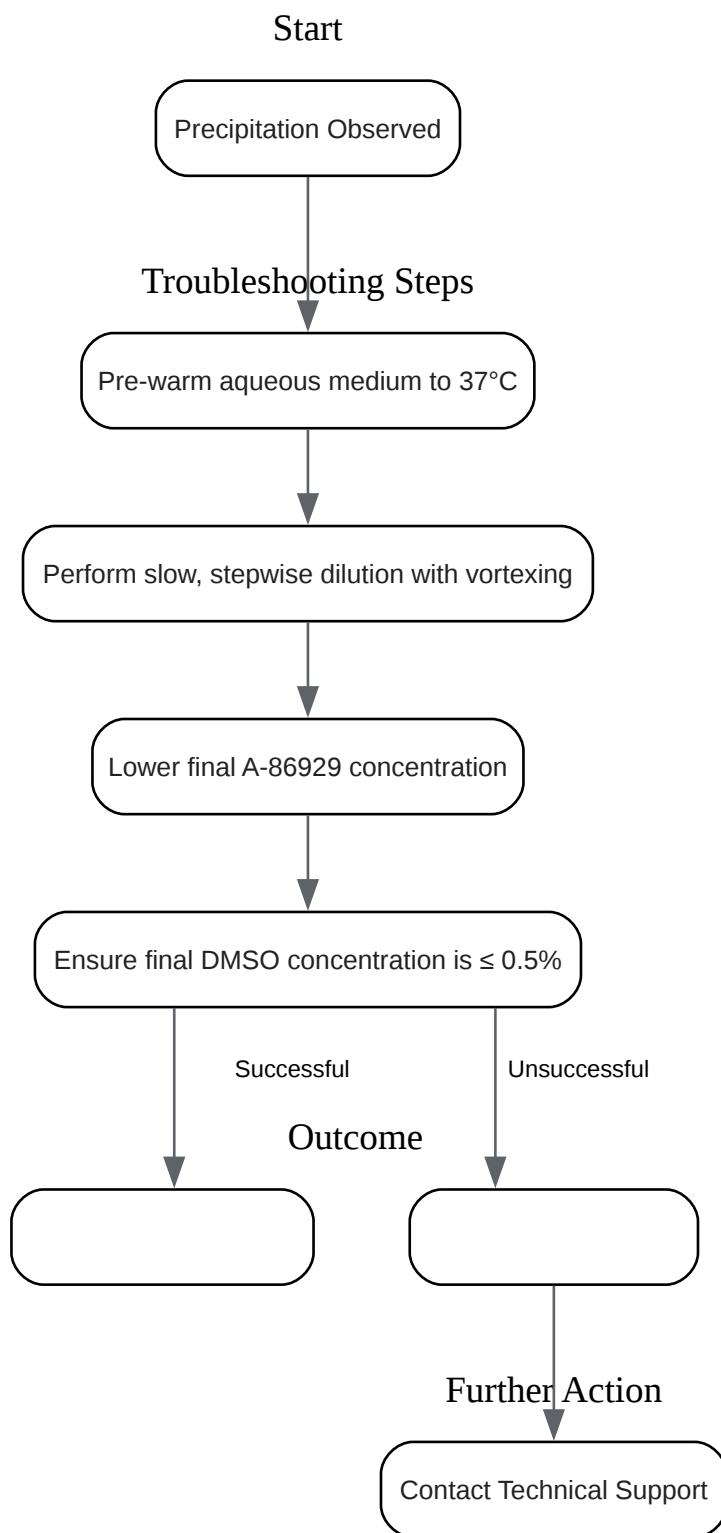 Start
Precipitation Observed
Troubleshooting Steps
Pre-warm aqueous medium to 37°C
Perform slow, stepwise dilution with vortexing
Lower final A-86929 concentration
Ensure final DMSO concentration is ≤ 0.5%
Successful
Unsuccessful
Outcome
Further Action
Contact Technical Support